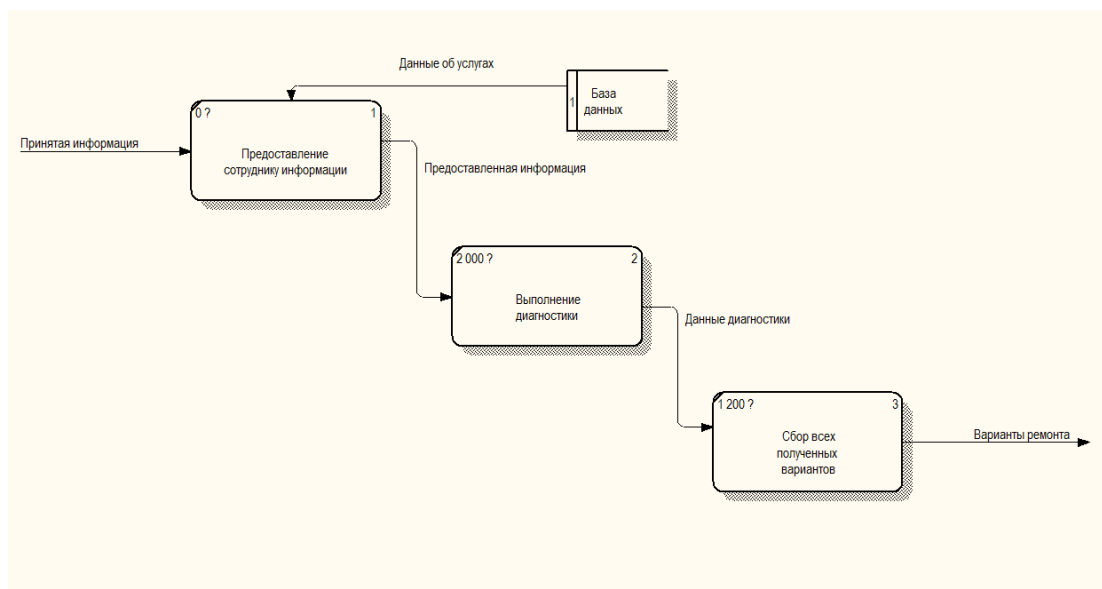 Данные об услугах
1
База
данных
0 ?
1
Принятая информация
Предоставление
сотруднику информации
Предоставленная информация
2 000 ?
2
Выполнение
диагностики
Данные диагностики
1 200 ?
3
Сбор всех
полученных
вариантов
Варианты ремонта